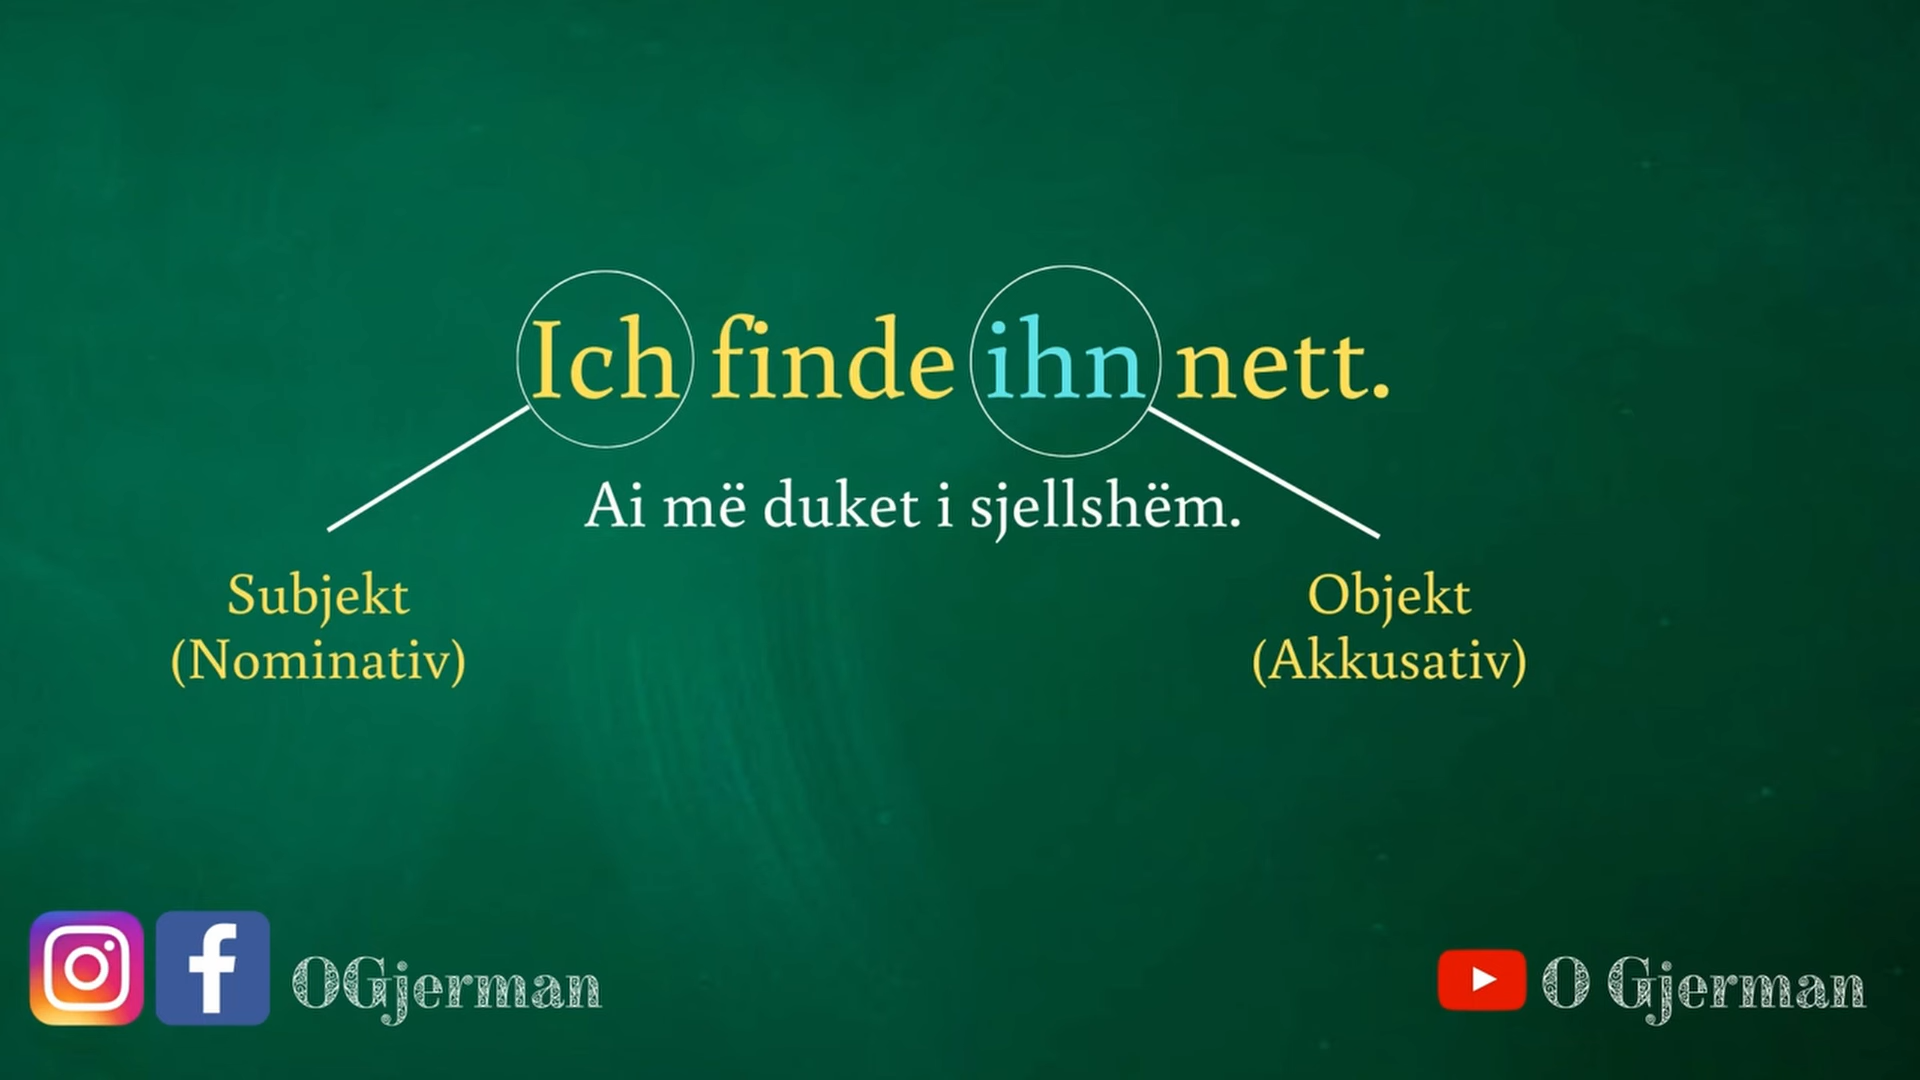 Ich finde ihn nett.
Ai më duket i sjellshëm.
Subjekt
(Nominativ)
Objekt
(Akkusativ)
OGjerman
O Gjerman